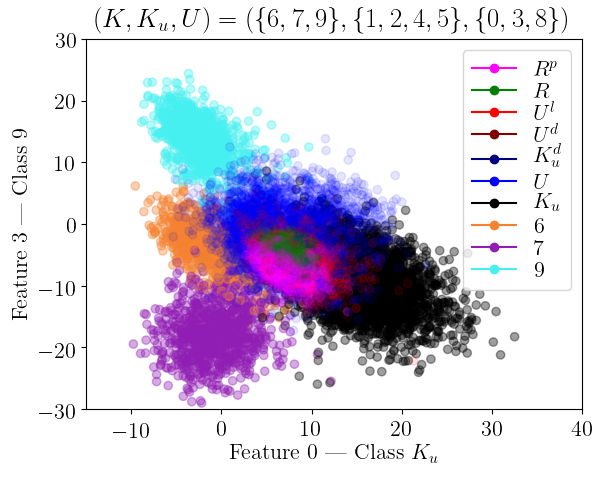 (K, K_u, U) = ({6, 7, 9}, {1, 2, 4, 5}, {0, 3, 8})
30
20
10
0
−10
−20
−30
Feature 3 — Class 9
R^p
R
U^l
U^d
K_u^d
U
K_u
6
7
9
−10
0
10
20
30
40
Feature 0 — Class K_u